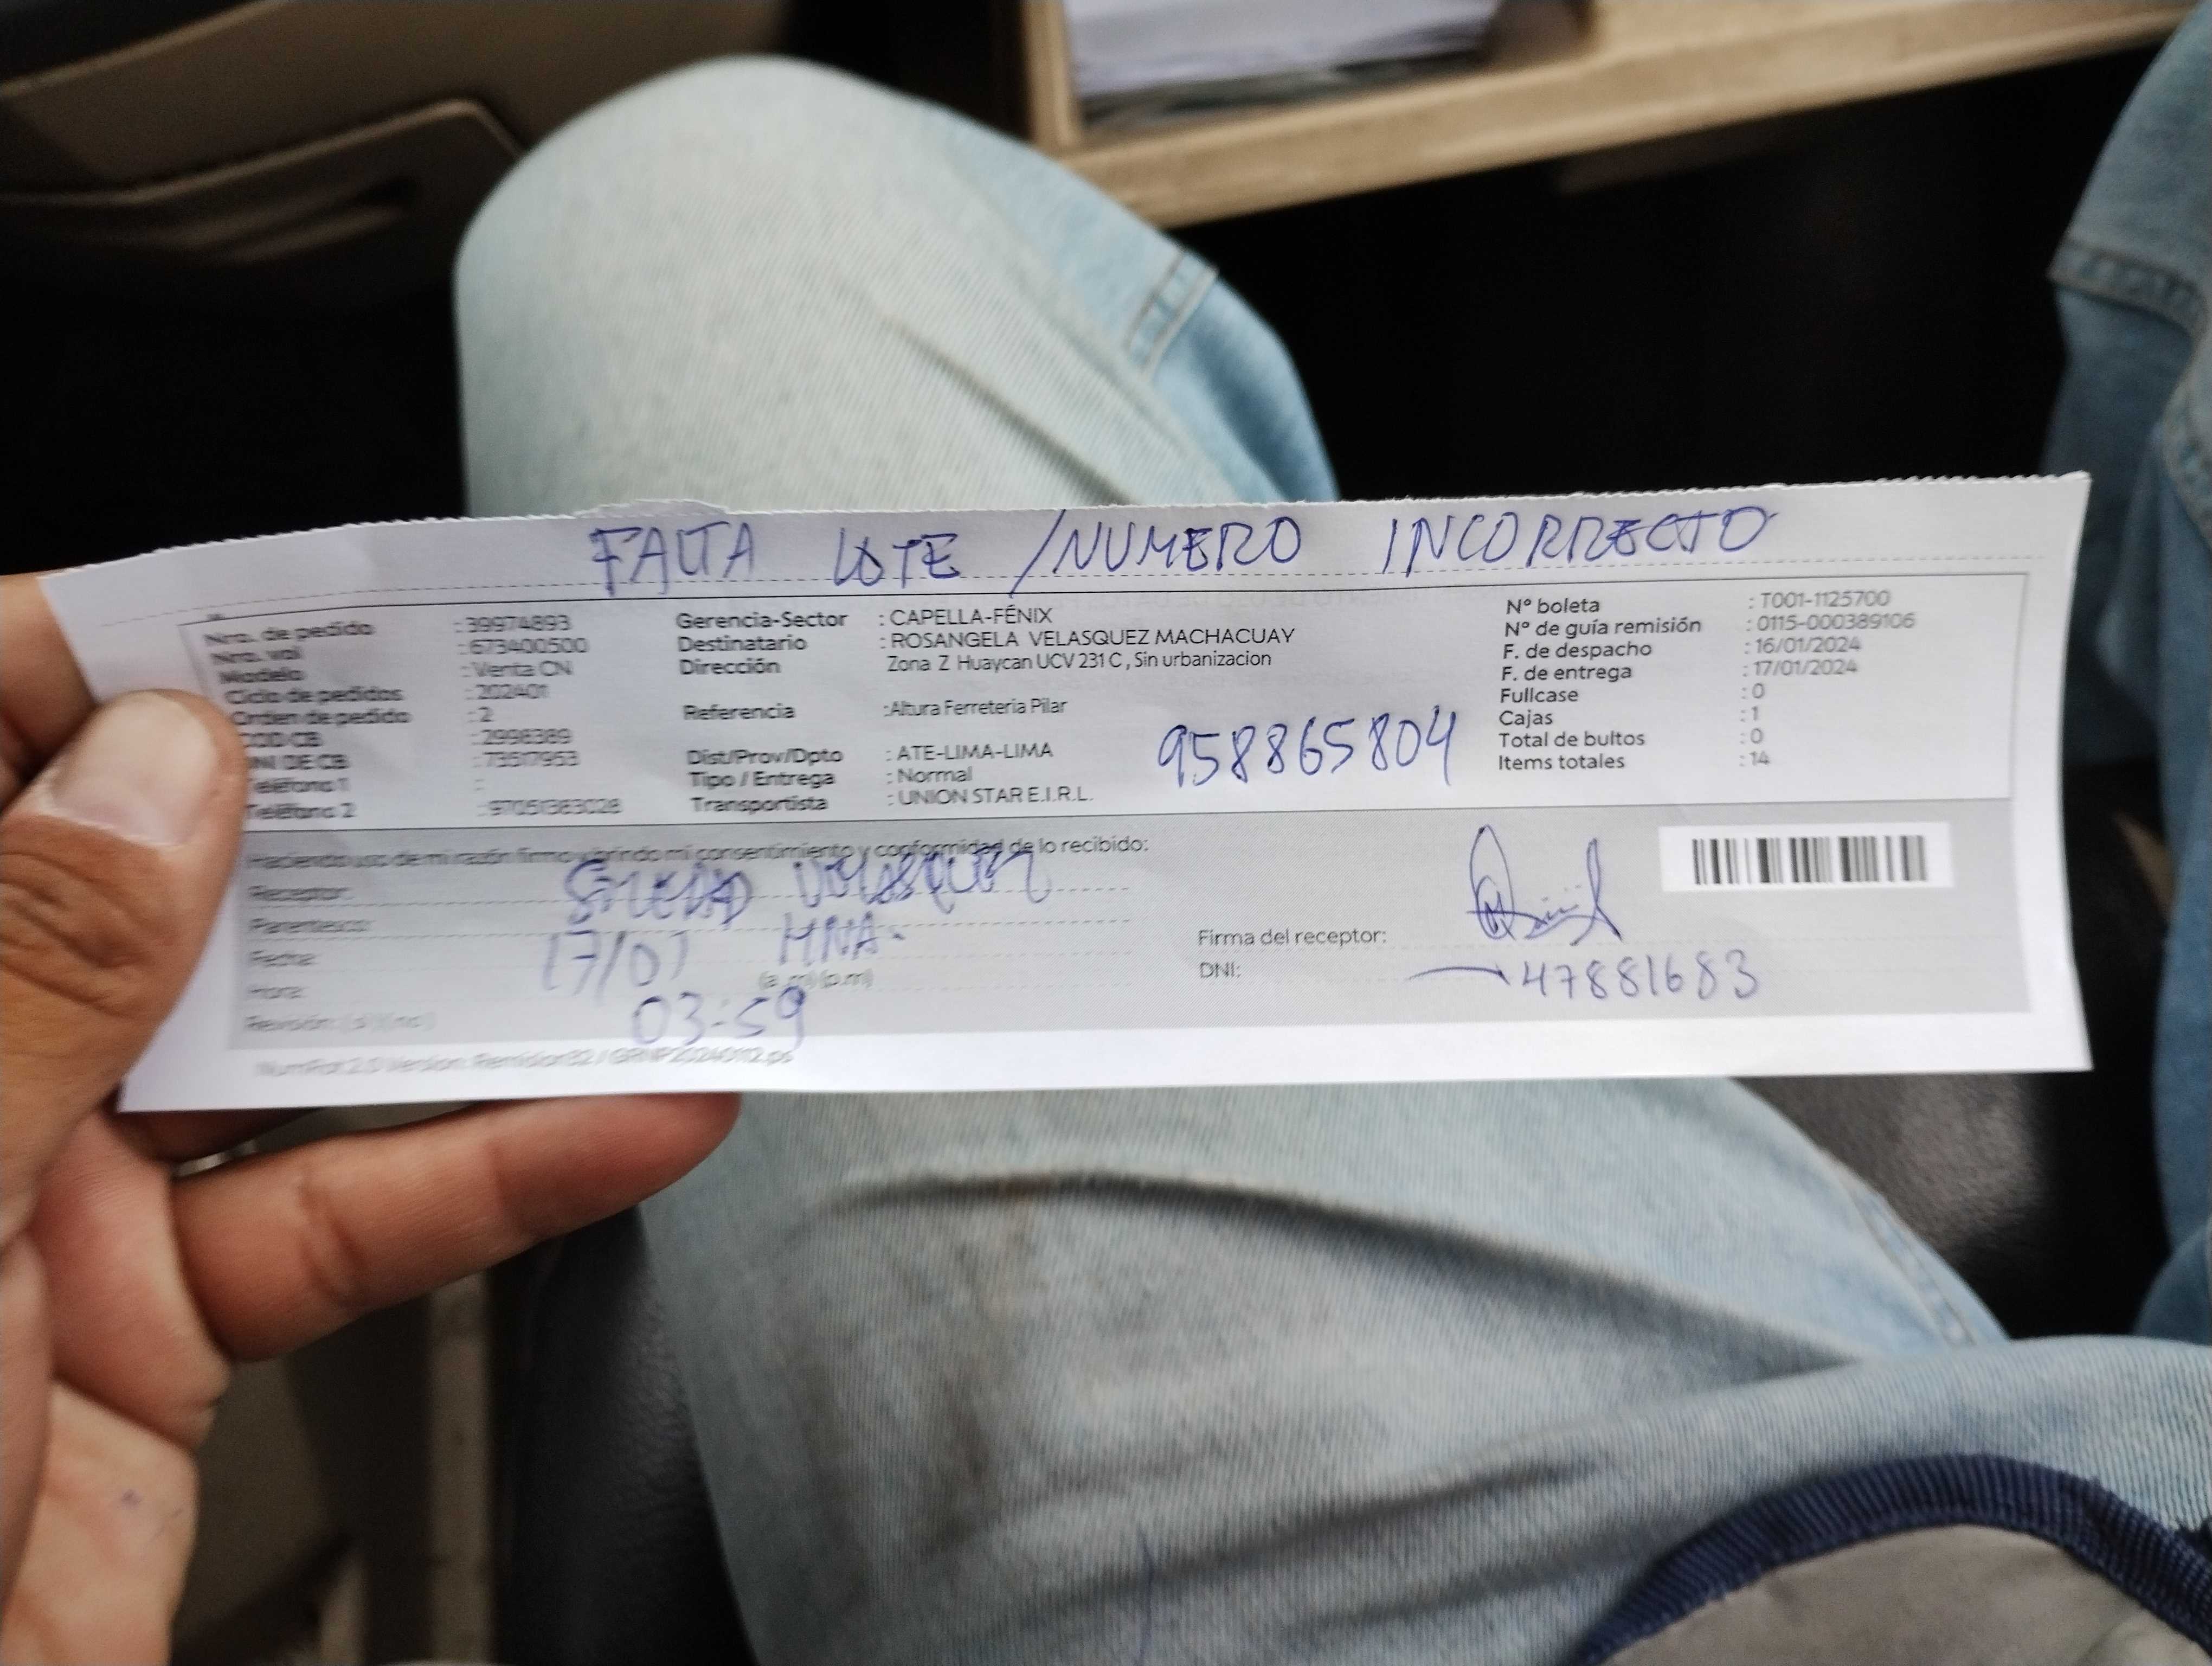 FALTA LOTE / NUMERO INCORRECTO
Nro. de pedido : 39974893
Nro. val : 673400500
Modelo : Venta CN
Ciclo de pedidos : 202401
Orden de pedido : 2
COD CB : 2998389
DNI DE CB : 73517953
Teléfono 1 :
Teléfono 2 : 97051383028
Gerencia-Sector : CAPELLA-FÉNIX
Destinatario : ROSANGELA VELASQUEZ MACHACUAY
Dirección Zona Z Huaycan UCV 231 C , Sin urbanizacion
Referencia :Altura Ferreteria Pilar
Dist/Prov/Dpto : ATE-LIMA-LIMA
Tipo / Entrega : Normal
Transportista : UNION STAR E.I.R.L.
958865804
N° boleta : T001-1125700
N° de guía remisión : 0115-000389106
F. de despacho : 16/01/2024
F. de entrega : 17/01/2024
Fullcase : 0
Cajas : 1
Total de bultos : 0
Items totales : 14
Haciendo uso de mi razón firmo y brindo mi consentimiento y conformidad de lo recibido:
Receptor:
Parentesco: HNA.
Fecha: 17/01
Hora: (a.m) (p.m)
03:59
Revisión: (si) (no)
Firma del receptor:
DNI: 47881683